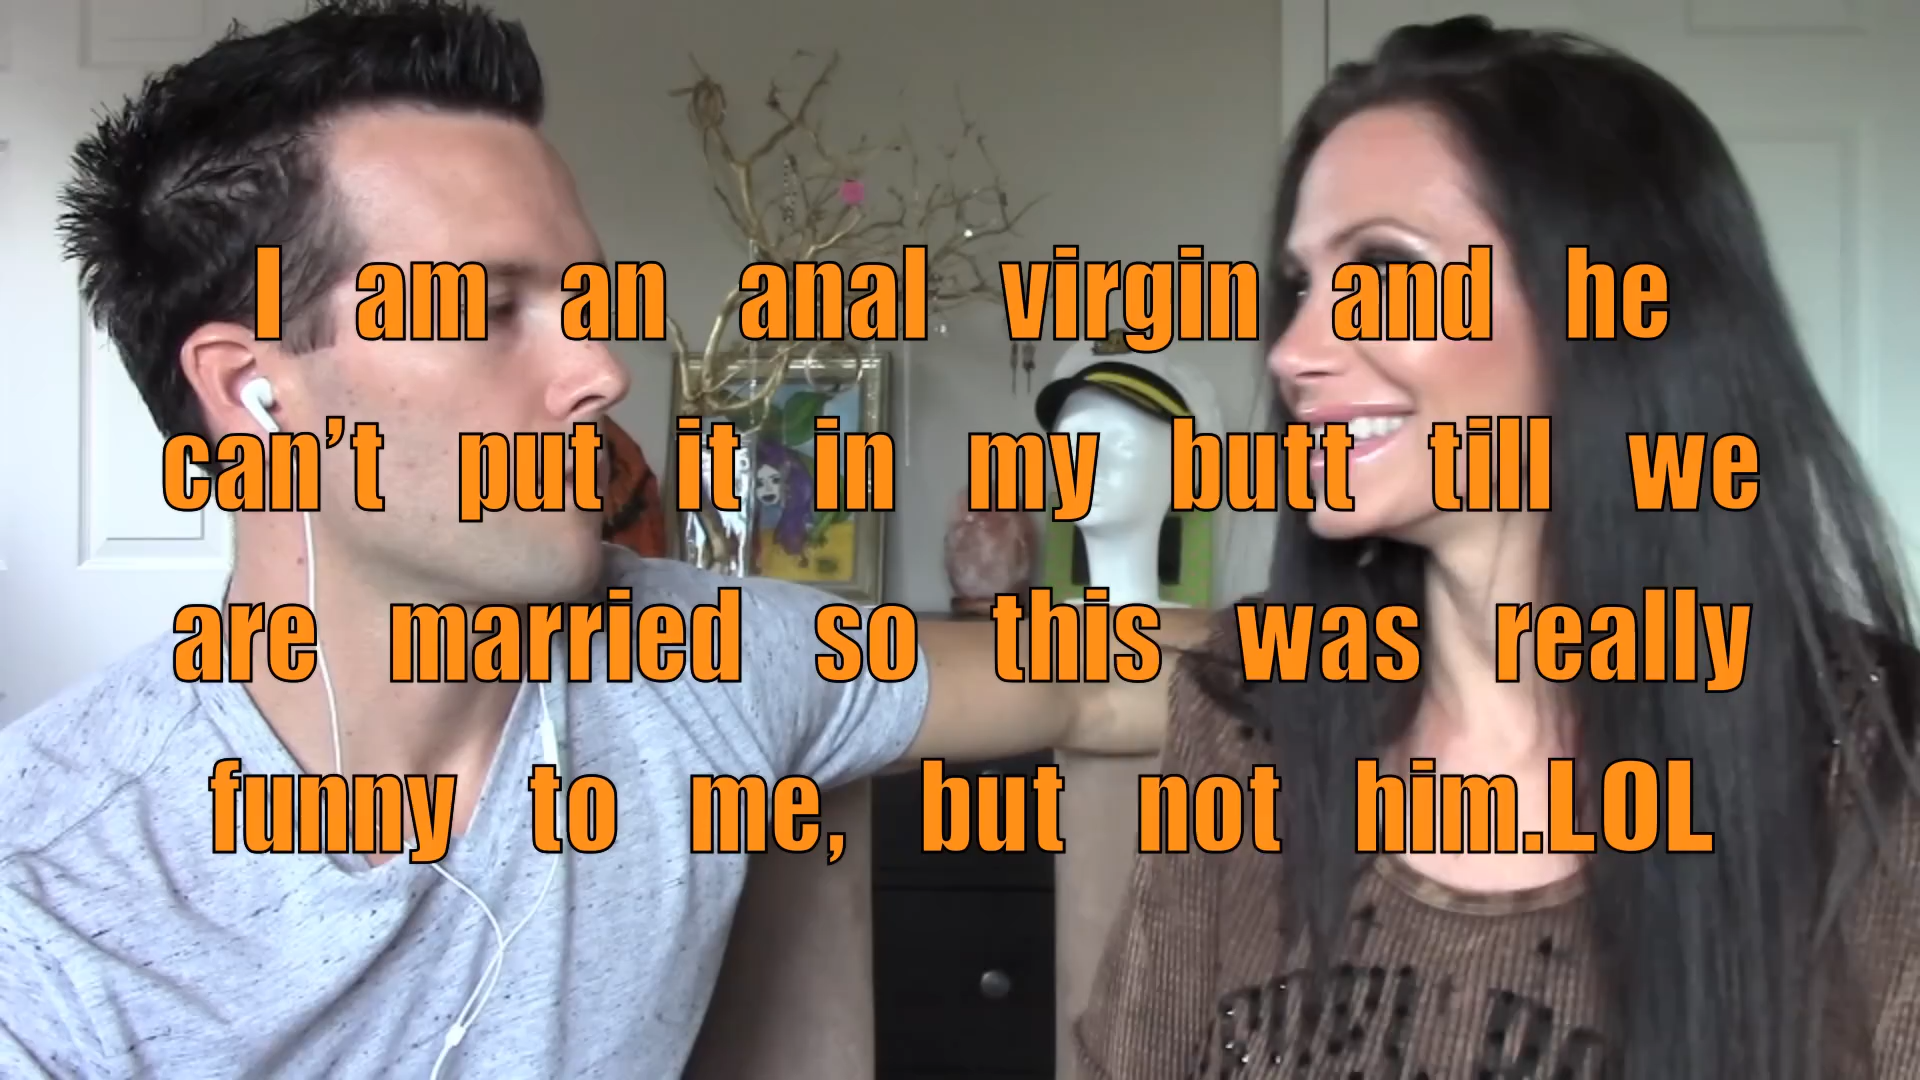 I am an anal virgin and he
can’t put it in my butt till we
are married so this was really
funny to me, but not him.LOL